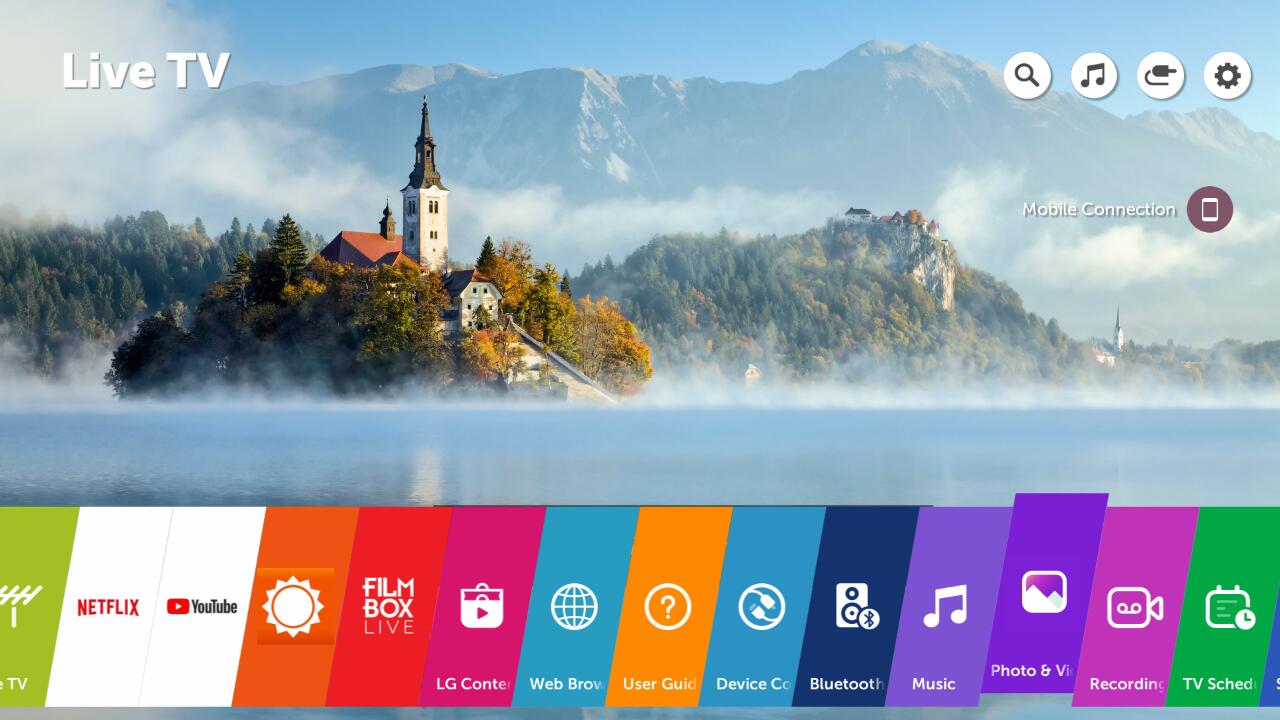 Live TV
Mobile Connection
NETFLIX
YouTube
FILM
BOX
LIVE
e TV
LG Conte
Web Brow
User Guid
Device Co
Bluetooth
Music
Photo & Vi
Recording
TV Sched